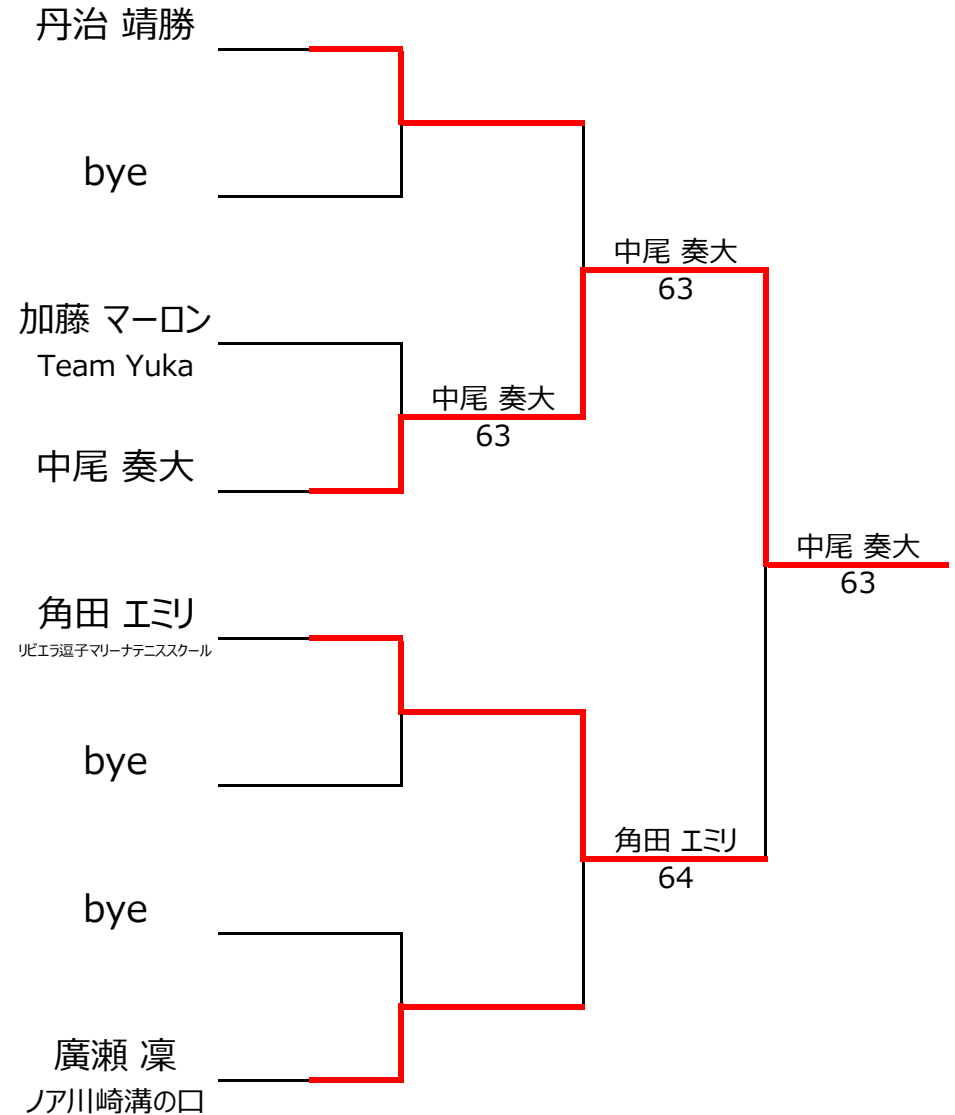 丹治 靖勝
bye
加藤 マーロン
Team Yuka
中尾 奏大
角田 エミリ
リビエラ逗子マリーナテニススクール
bye
bye
廣瀬 凜
ノア川崎溝の口
中尾 奏大
63
中尾 奏大
63
角田 エミリ
64
中尾 奏大
63